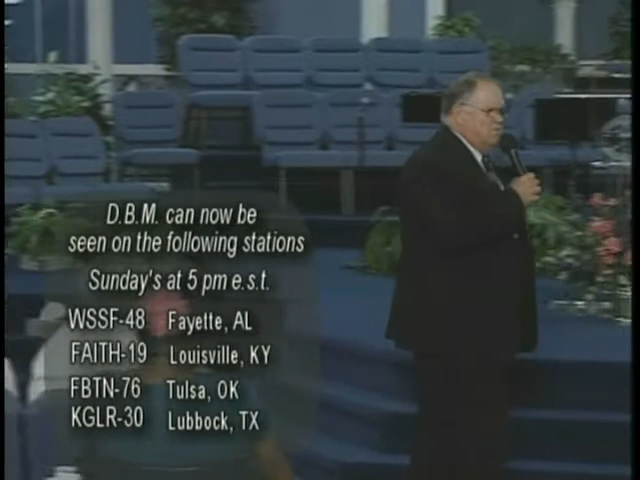 D.B.M. can now be
seen on the following stations
Sunday's at 5 pm e.s.t.
WSSF-48 Fayette, AL
FAITH-19 Louisville, KY
FBTN-76 Tulsa, OK
KGLR-30 Lubbock, TX